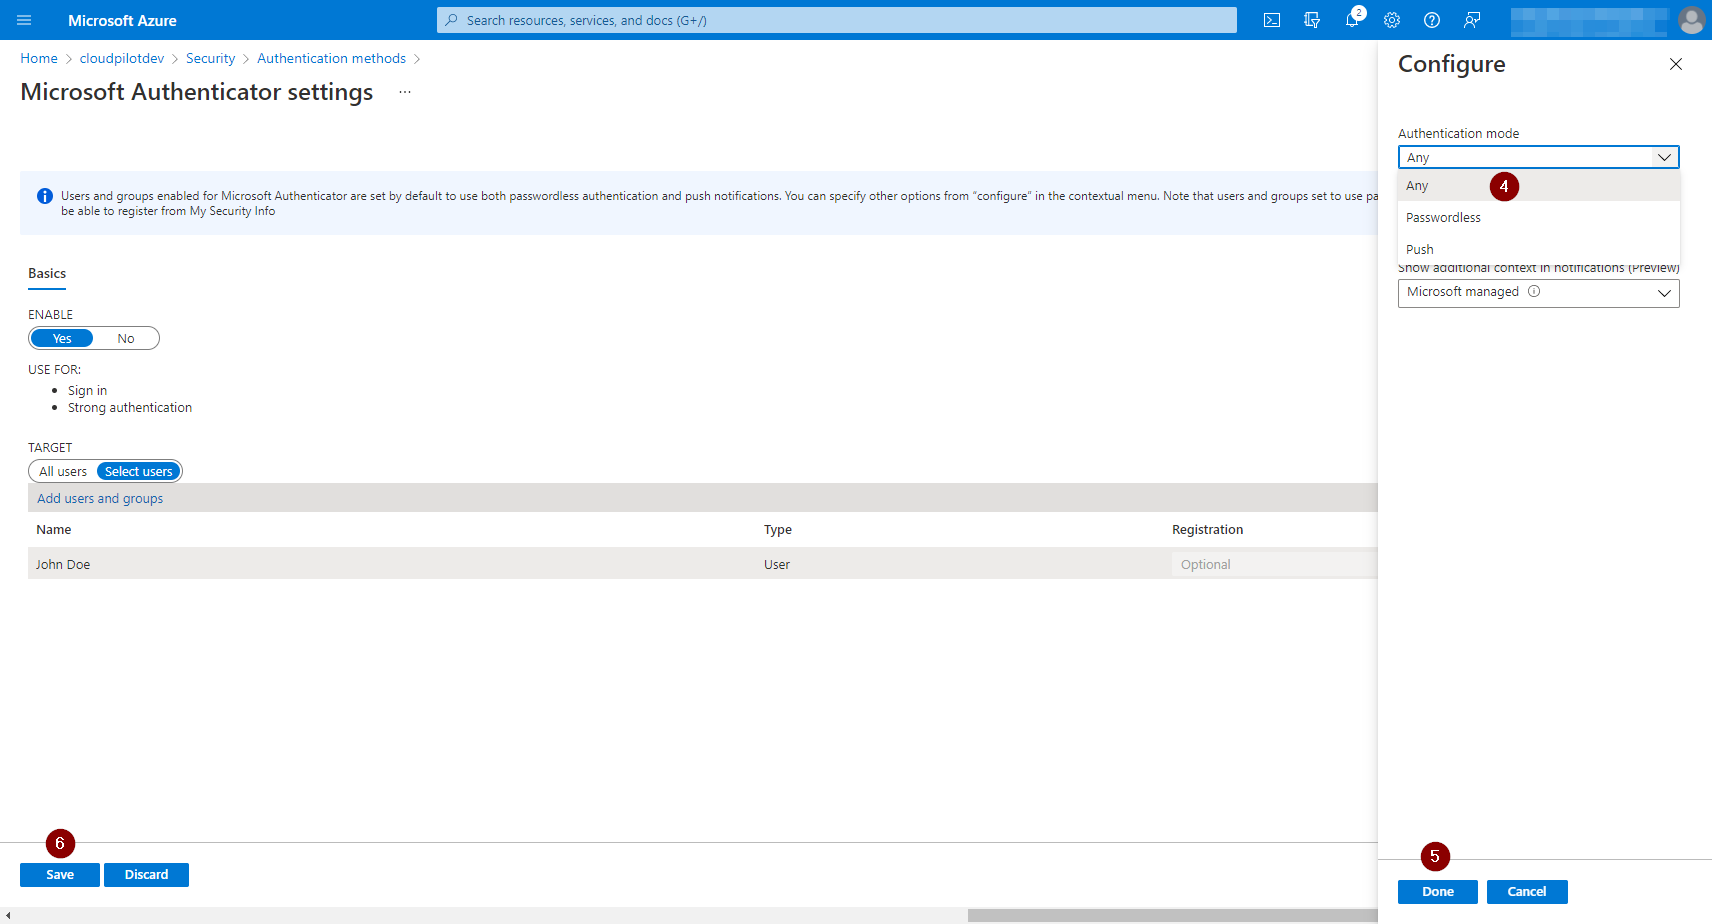 Microsoft Azure
Search resources, services, and docs (G+/)
2
Home > cloudpilotdev > Security > Authentication methods >
Microsoft Authenticator settings ...
Users and groups enabled for Microsoft Authenticator are set by default to use both passwordless authentication and push notifications. You can specify other options from “configure” in the contextual menu. Note that users and groups set to use pa
be able to register from My Security Info
Basics
ENABLE
Yes No
USE FOR:
• Sign in
• Strong authentication
TARGET
All users Select users
Add users and groups
Name Type Registration
John Doe User Optional
6
Save Discard
Configure
Authentication mode
Any
Any 4
Passwordless
Push
Show additional context in notifications (Preview)
Microsoft managed
5
Done Cancel